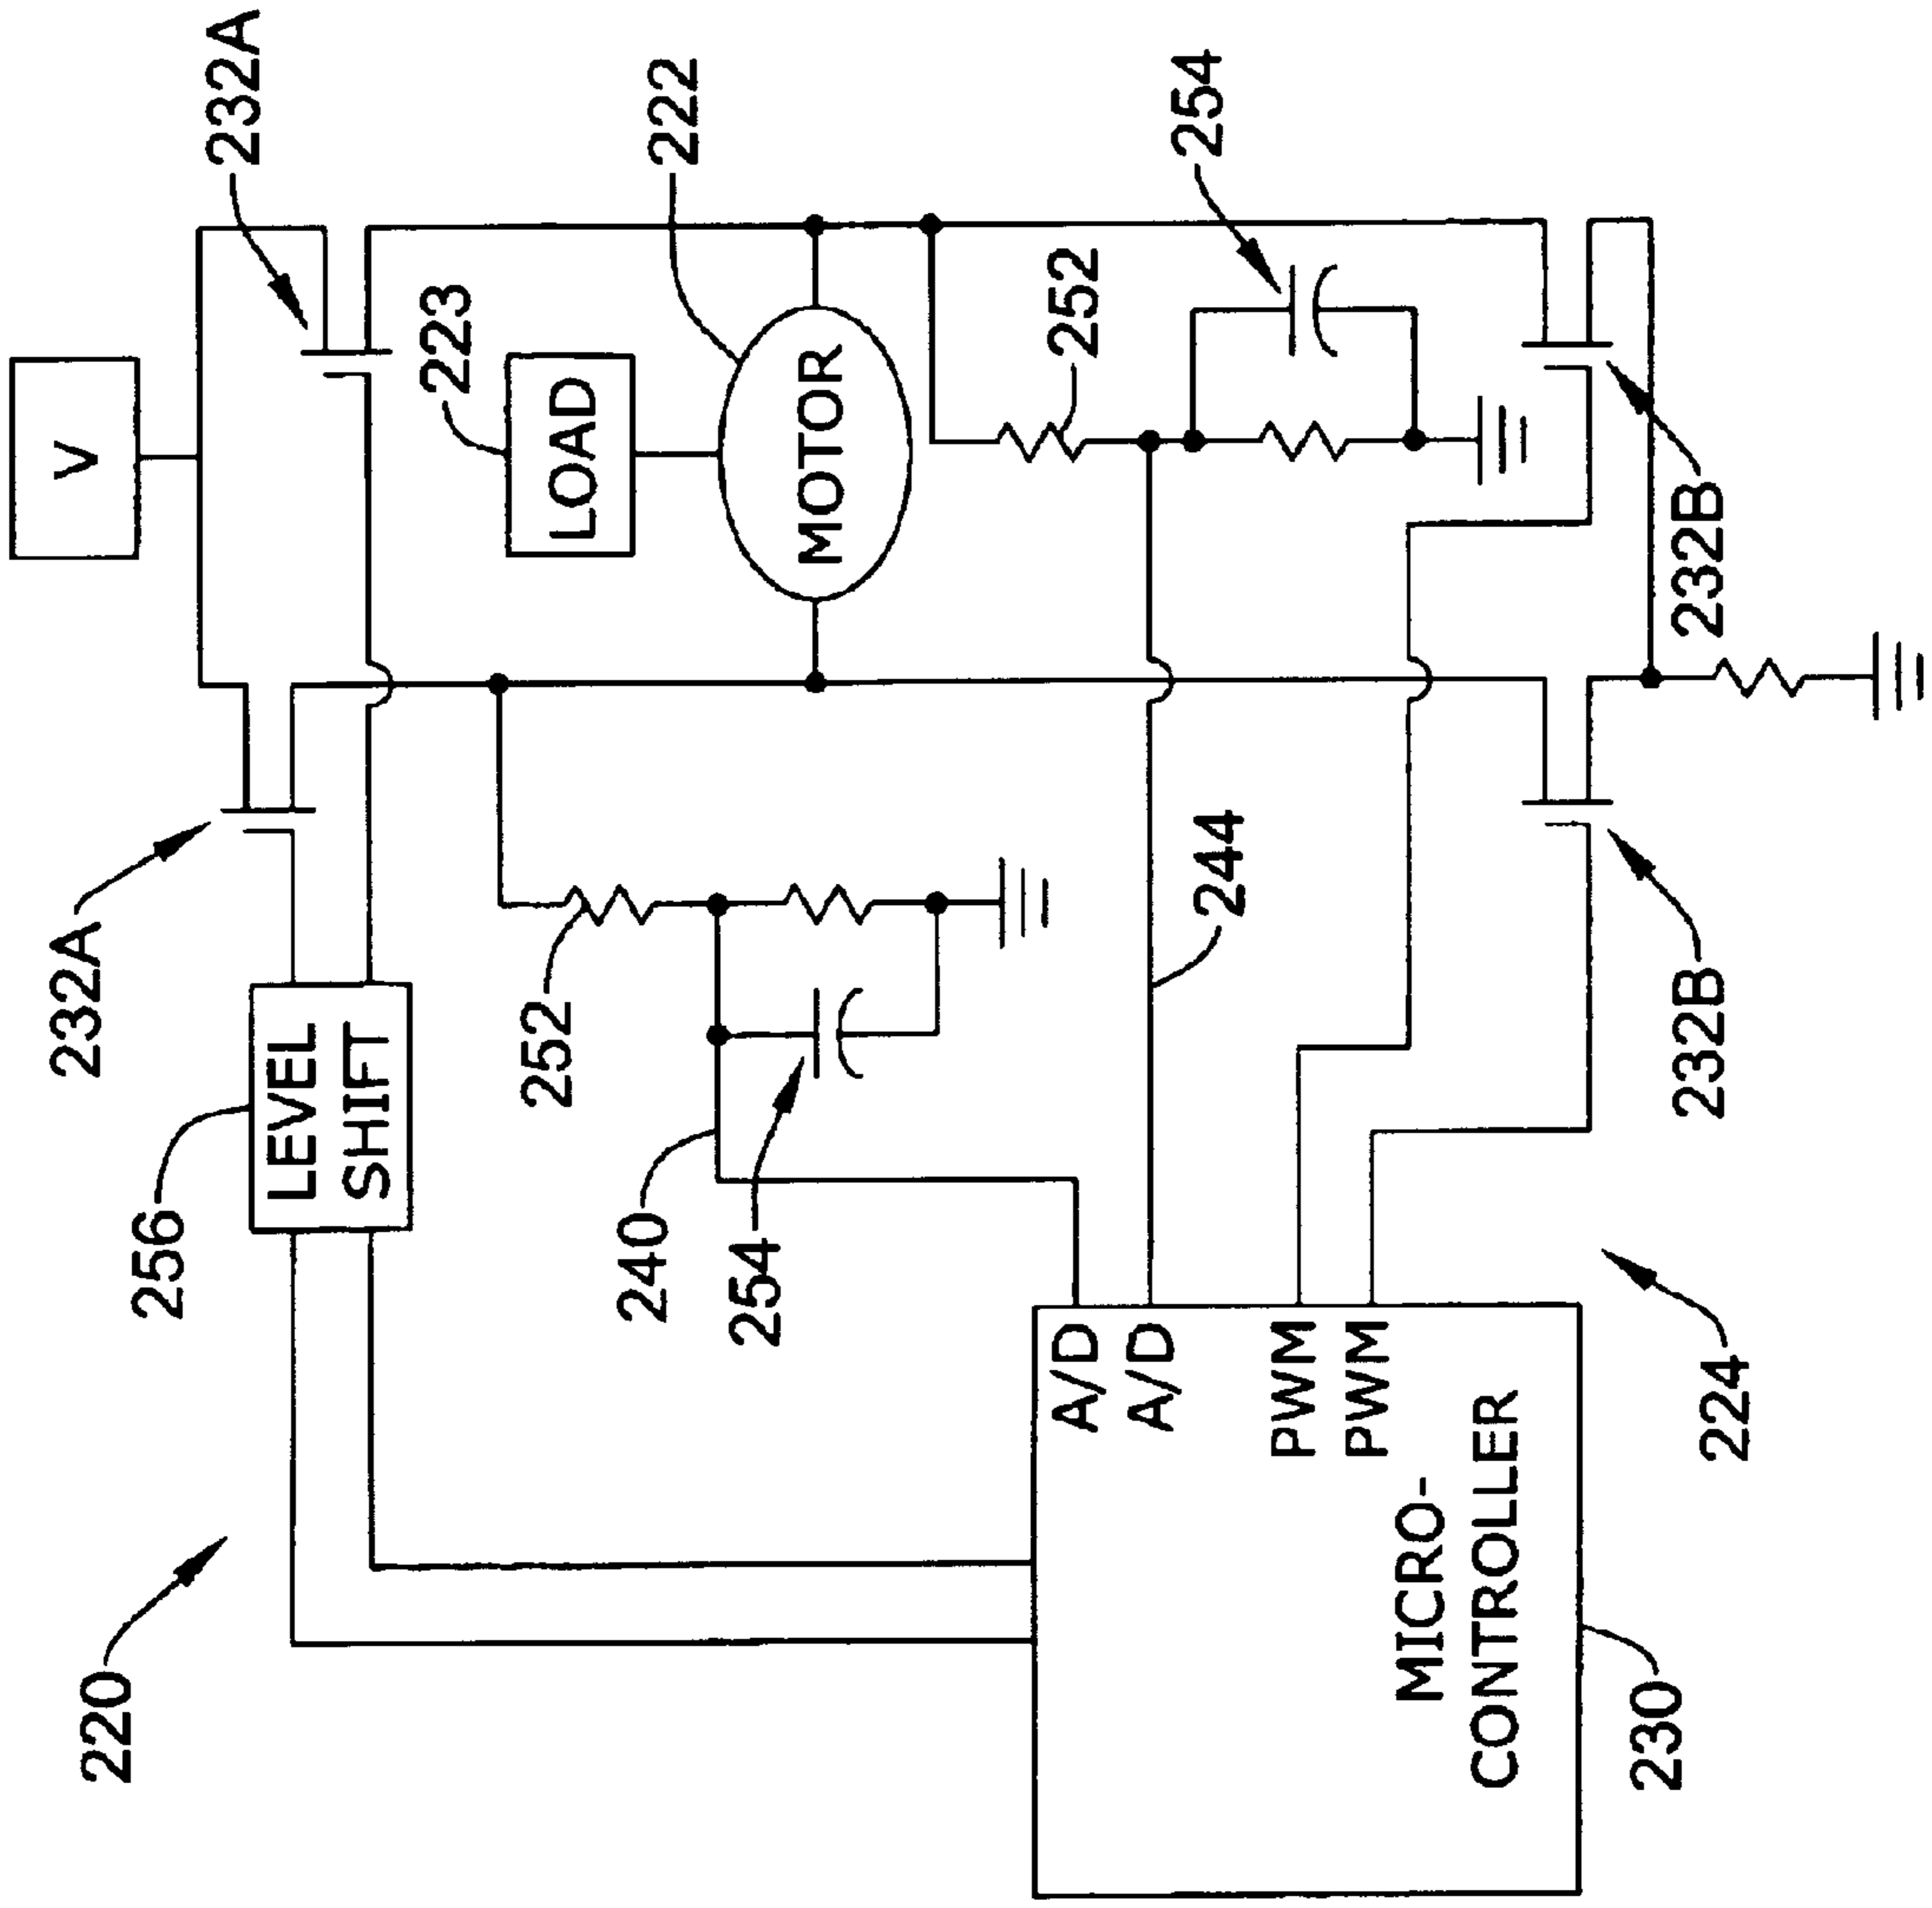 220
232A
V
256
232A
LEVEL
SHIFT
223
252
LOAD
240
222
254
MOTOR
A/D
252
A/D
254
244
PWM
PWM
MICRO-
CONTROLLER
230
232B
232B
224